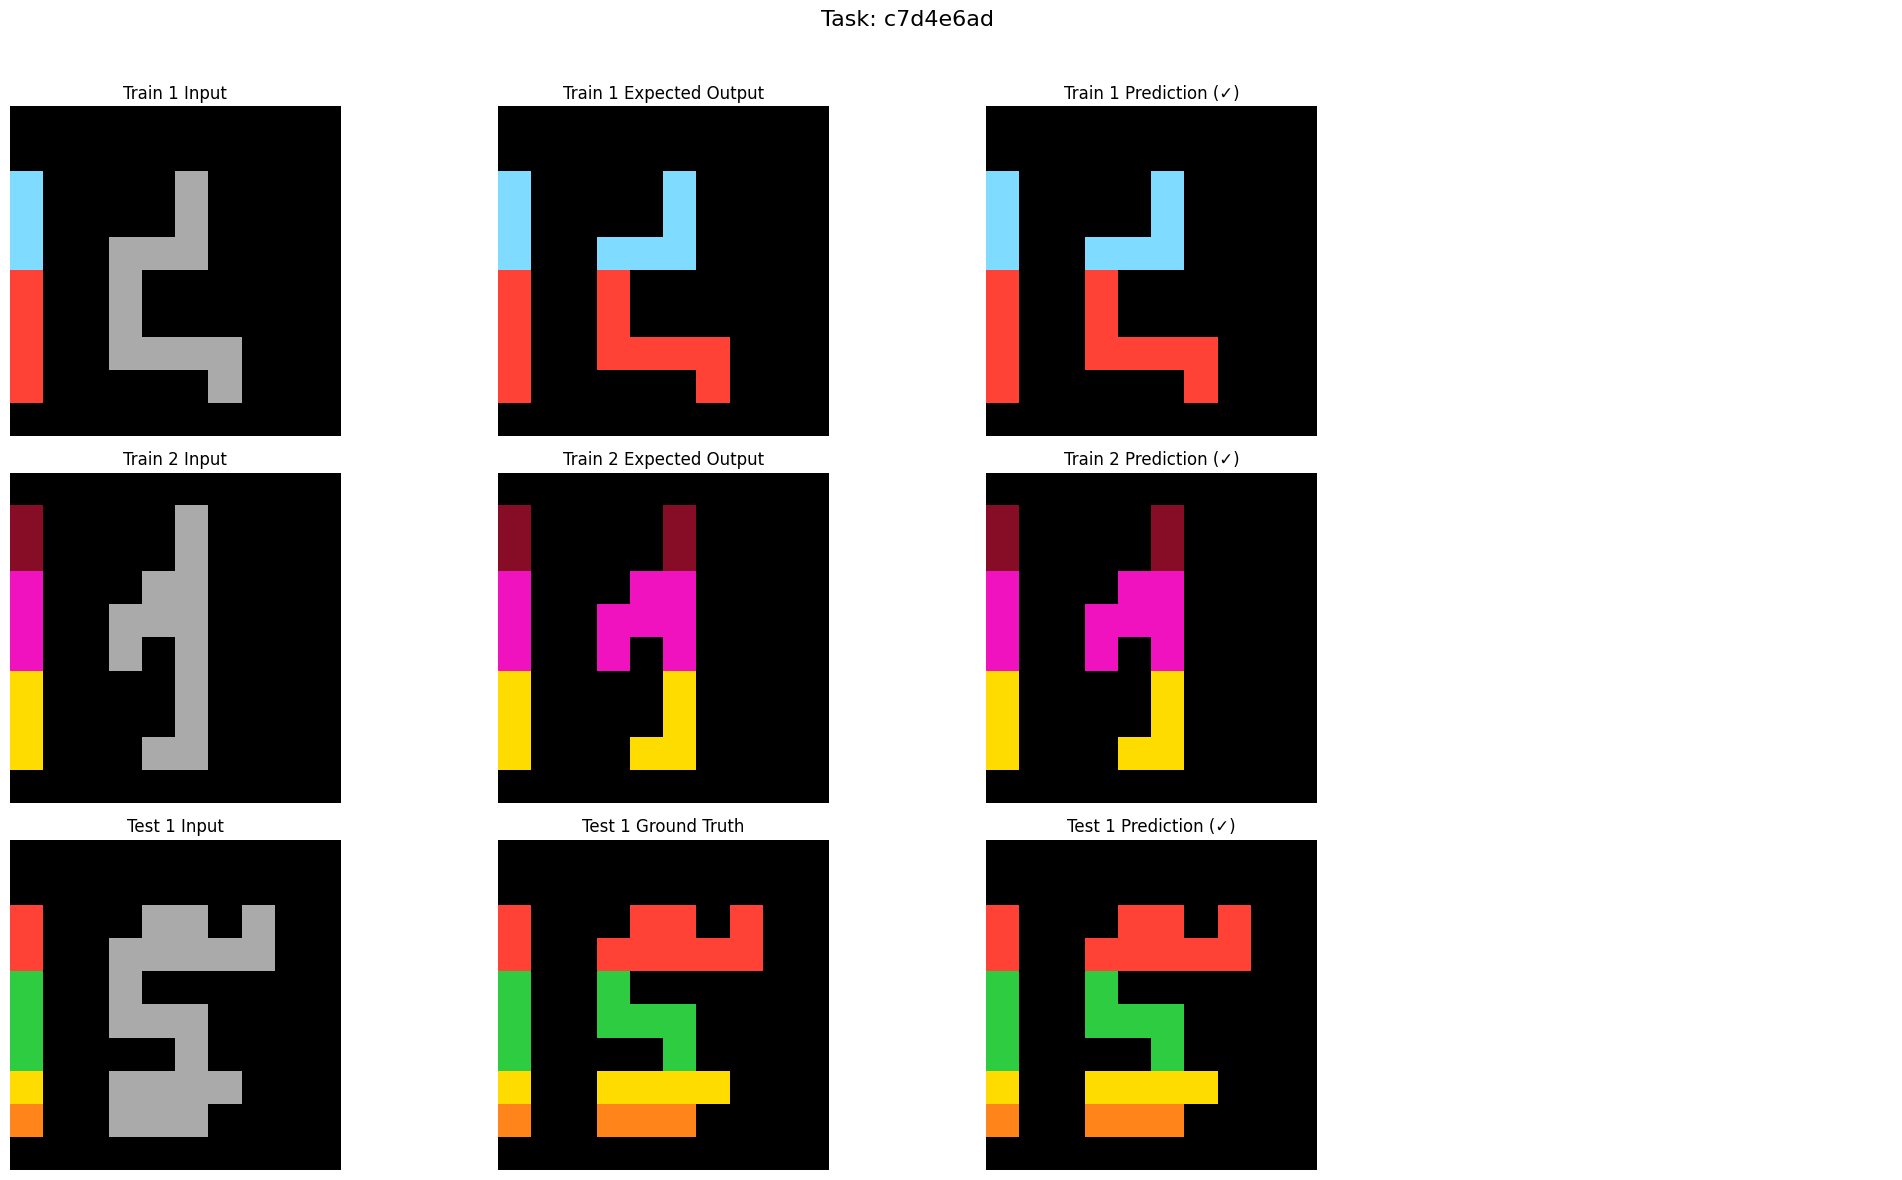 Task: c7d4e6ad
Train 1 Input
Train 1 Expected Output
Train 1 Prediction (✓)
Train 2 Input
Train 2 Expected Output
Train 2 Prediction (✓)
Test 1 Input
Test 1 Ground Truth
Test 1 Prediction (✓)